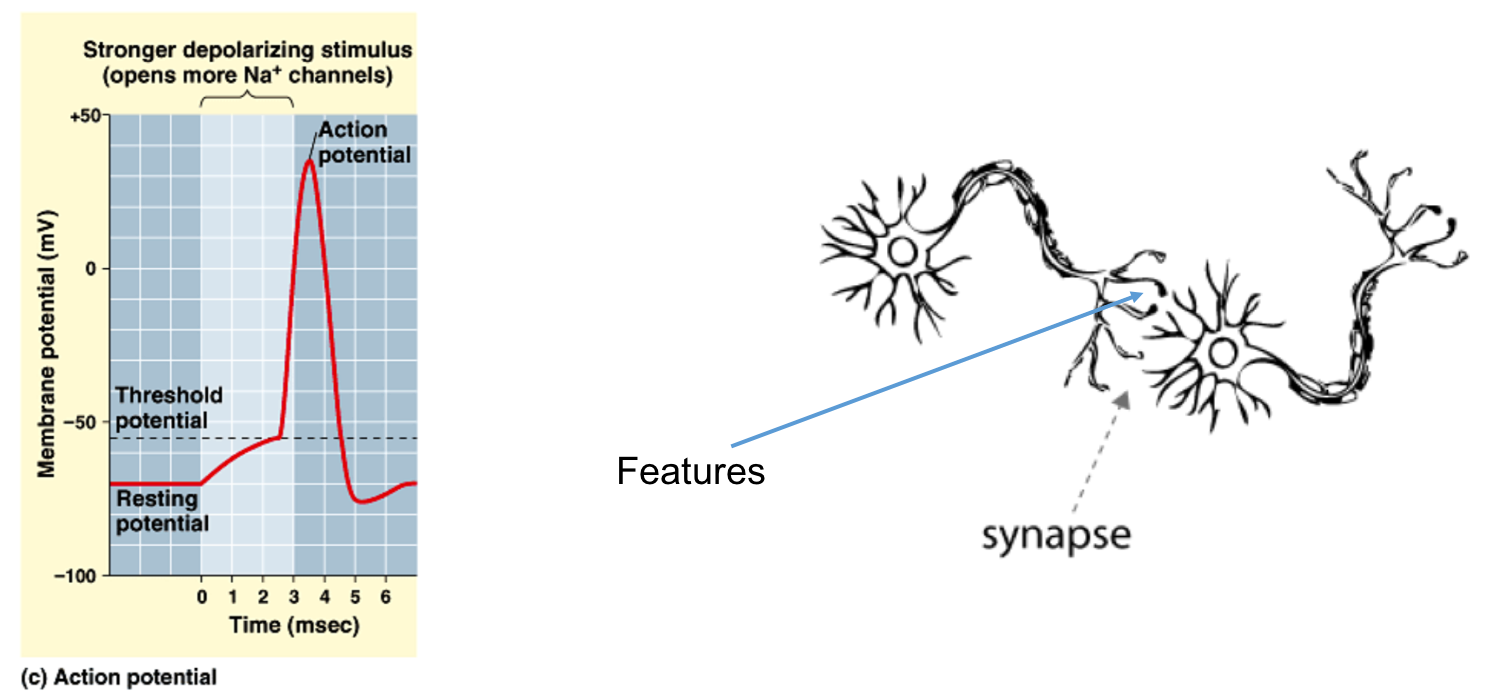 Stronger depolarizing stimulus
(opens more Na⁺ channels)
+50
Action
potential
0
Membrane potential (mV)
Threshold
potential
−50
Resting
potential
−100
0 1 2 3 4 5 6
Time (msec)
(c) Action potential
Features
synapse